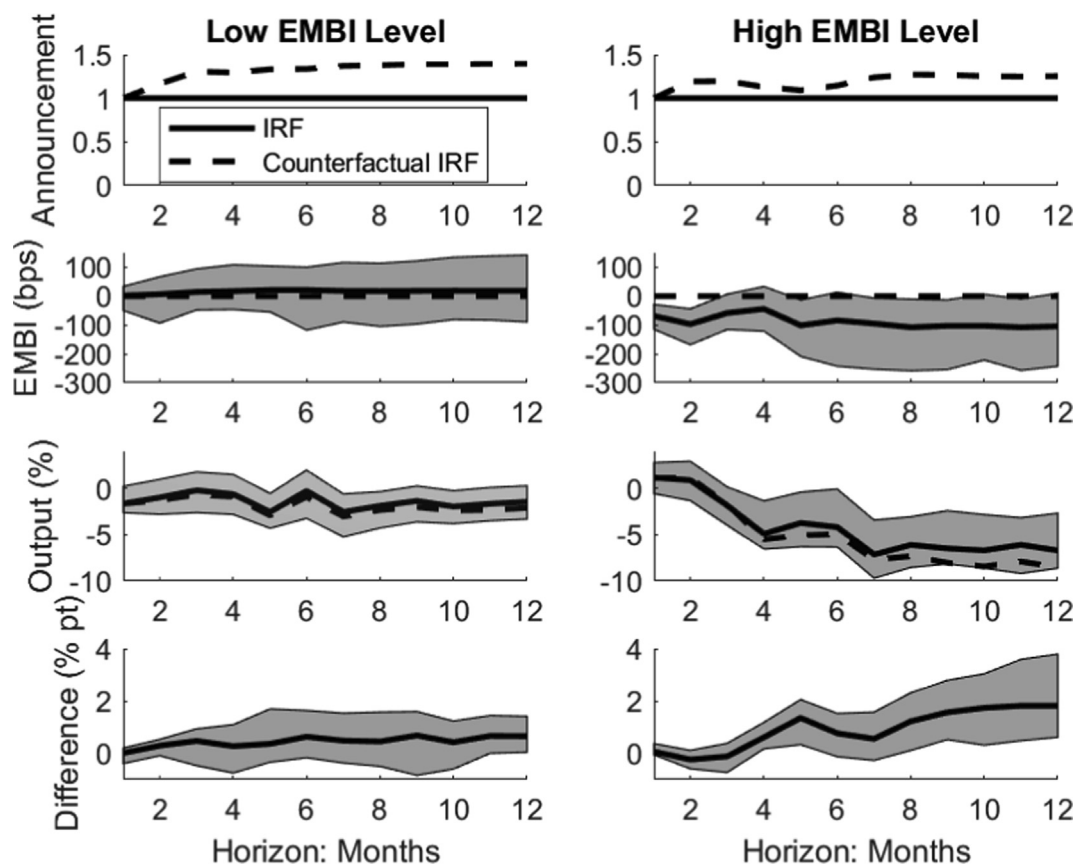 Low EMBI Level
High EMBI Level
Announcement
1.5
1
0.5
0
IRF
Counterfactual IRF
2 4 6 8 10 12
1.5
1
0.5
0
2 4 6 8 10 12
EMBI (bps)
100
0
-100
-200
-300
2 4 6 8 10 12
100
0
-100
-200
-300
2 4 6 8 10 12
Output (%)
0
-5
-10
2 4 6 8 10 12
0
-5
-10
2 4 6 8 10 12
Difference (% pt)
4
2
0
2 4 6 8 10 12
4
2
0
2 4 6 8 10 12
Horizon: Months
Horizon: Months